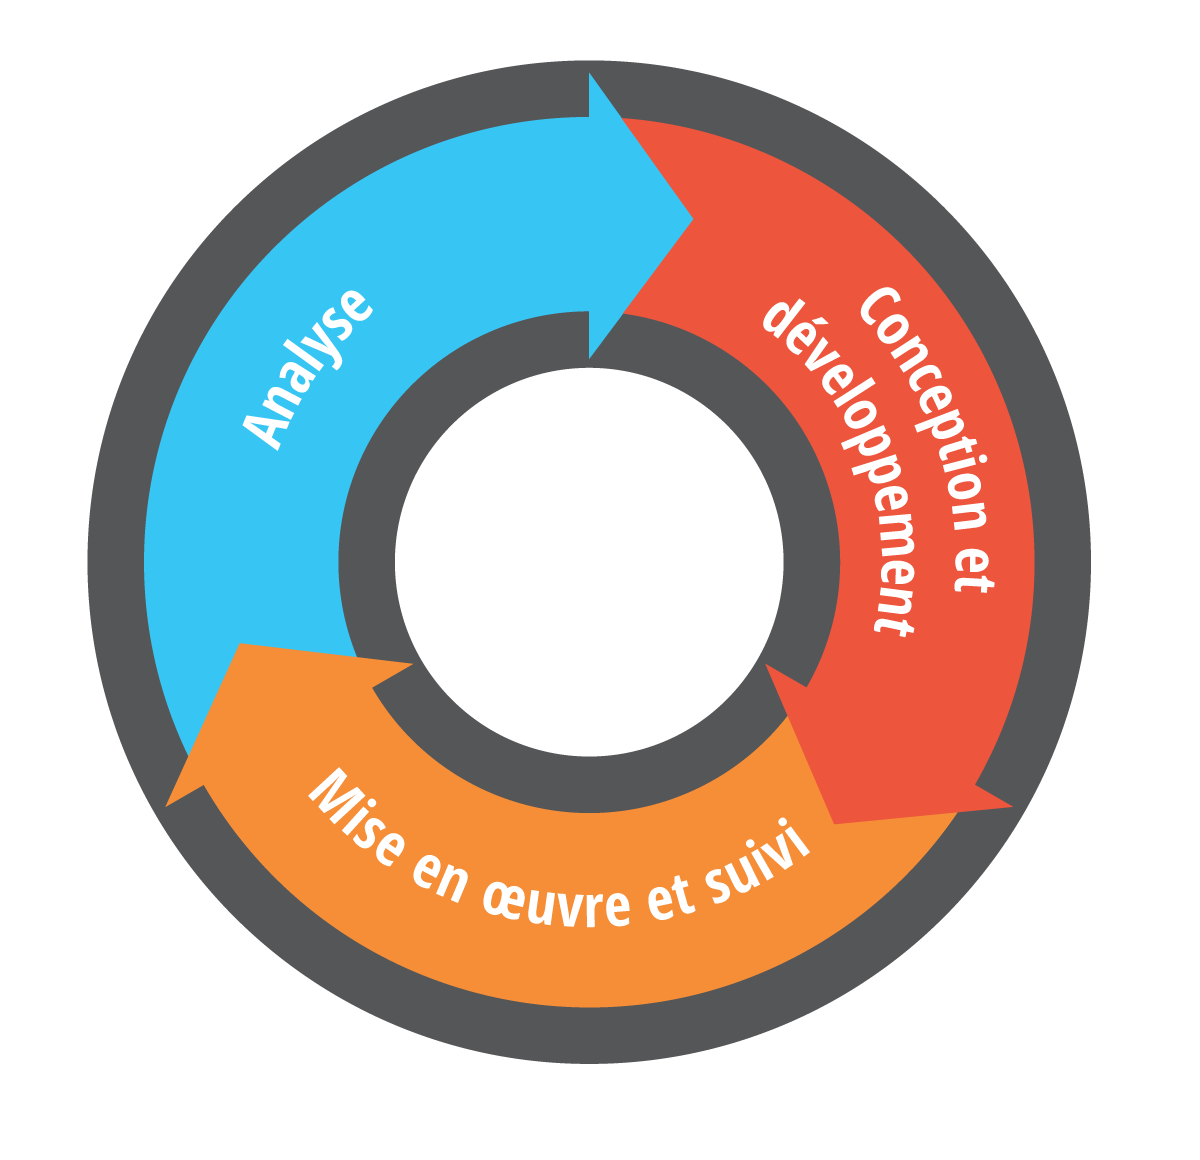 Analyse
Conception et
développement
Mise en œuvre et suivi